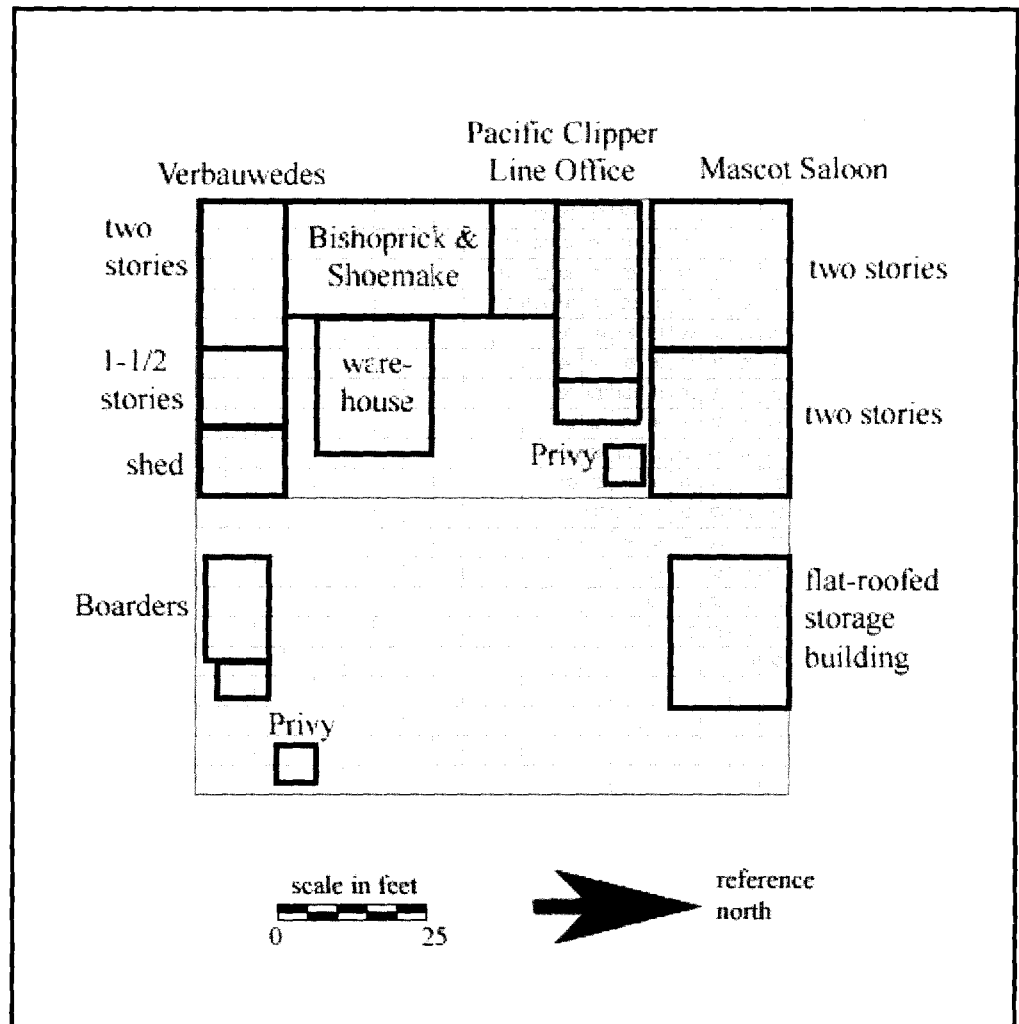 Pacific Clipper
Line Office
Verbauwedes
Mascot Saloon
two
stories
Bishoprick &
Shoemake
two stories
1-1/2
stories
ware-
house
two stories
shed
Privy
Boarders
flat-roofed
storage
building
Privy
scale in feet
0
25
reference
north